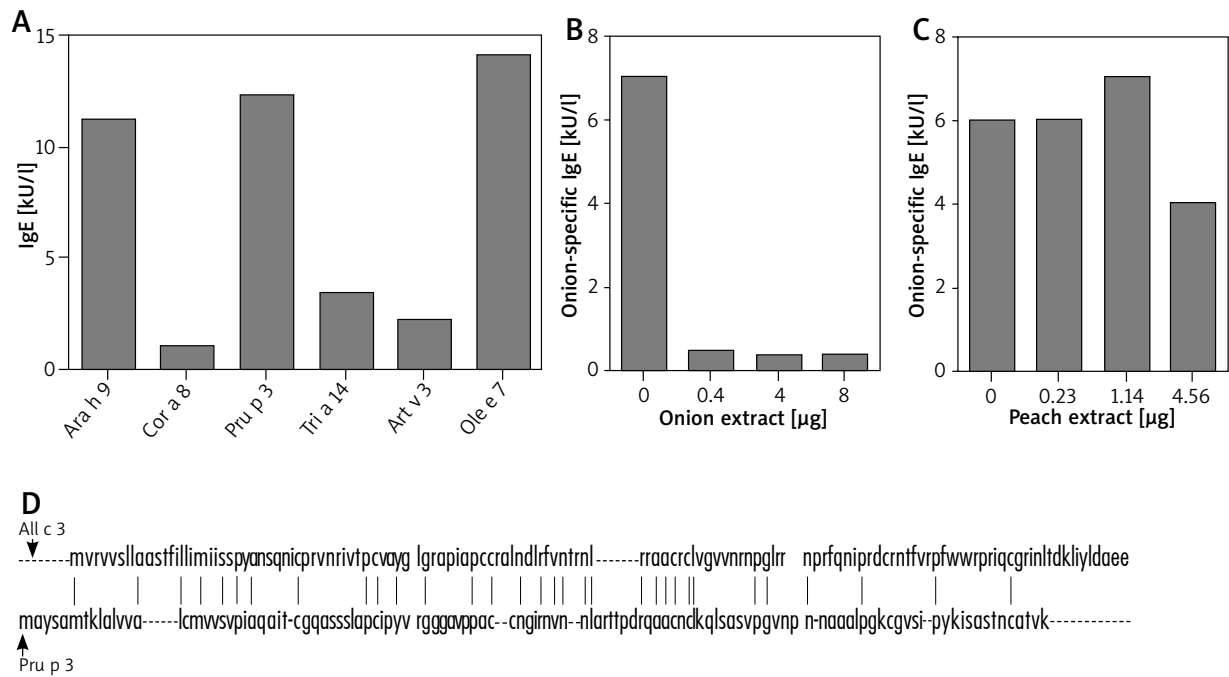 A
IgE [kU/l]
15
10
5
0
Ara h 9
Cor a 8
Pru p 3
Tri a 14
Art v 3
Ole e 7
B
Onion-specific IgE [kU/l]
8
6
4
2
0
0 0.4 4 8
Onion extract [µg]
C
Onion-specific IgE [kU/l]
8
6
4
2
0
0 0.23 1.14 4.56
Peach extract [µg]
D
All c 3
------mvrvvsllaastfillimiisspyansqnicprvnrivtpcvayg lgrapiapccralndlrfvntrnl------rraacrclvgvvnrnpglrr nprfqniprdcrntfvrpfwwrpriqcgrinltdkliyldaee
maysamtklalvva------lcmvvsvpiaqait-cgqassslapcipyv rgggavppac--cngirnvn--nlarttpdrqaacnclkqlsasvpgvnp n-naaalpgkcgvsi--pykisastncatvk-------------
Pru p 3